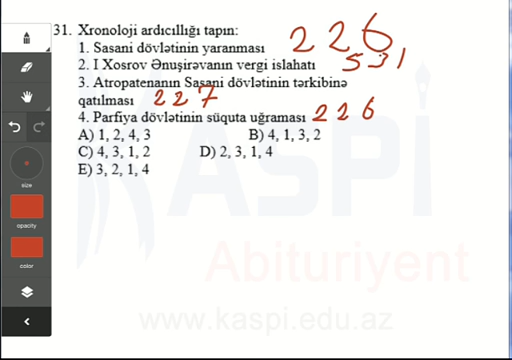 31. Xronoloji ardıcıllığı tapın:
1. Sasani dövlətinin yaranması 226
2. I Xosrov Ənuşirəvanın vergi islahatı 531
3. Atropatenanın Sasani dövlətinin tərkibinə
qatılması 227
4. Parfiya dövlətinin süquta uğraması 226
A) 1, 2, 4, 3 B) 4, 1, 3, 2
C) 4, 3, 1, 2 D) 2, 3, 1, 4
E) 3, 2, 1, 4
size
opacity
color
KASPİ
Abituriyent
www.kaspi.edu.az